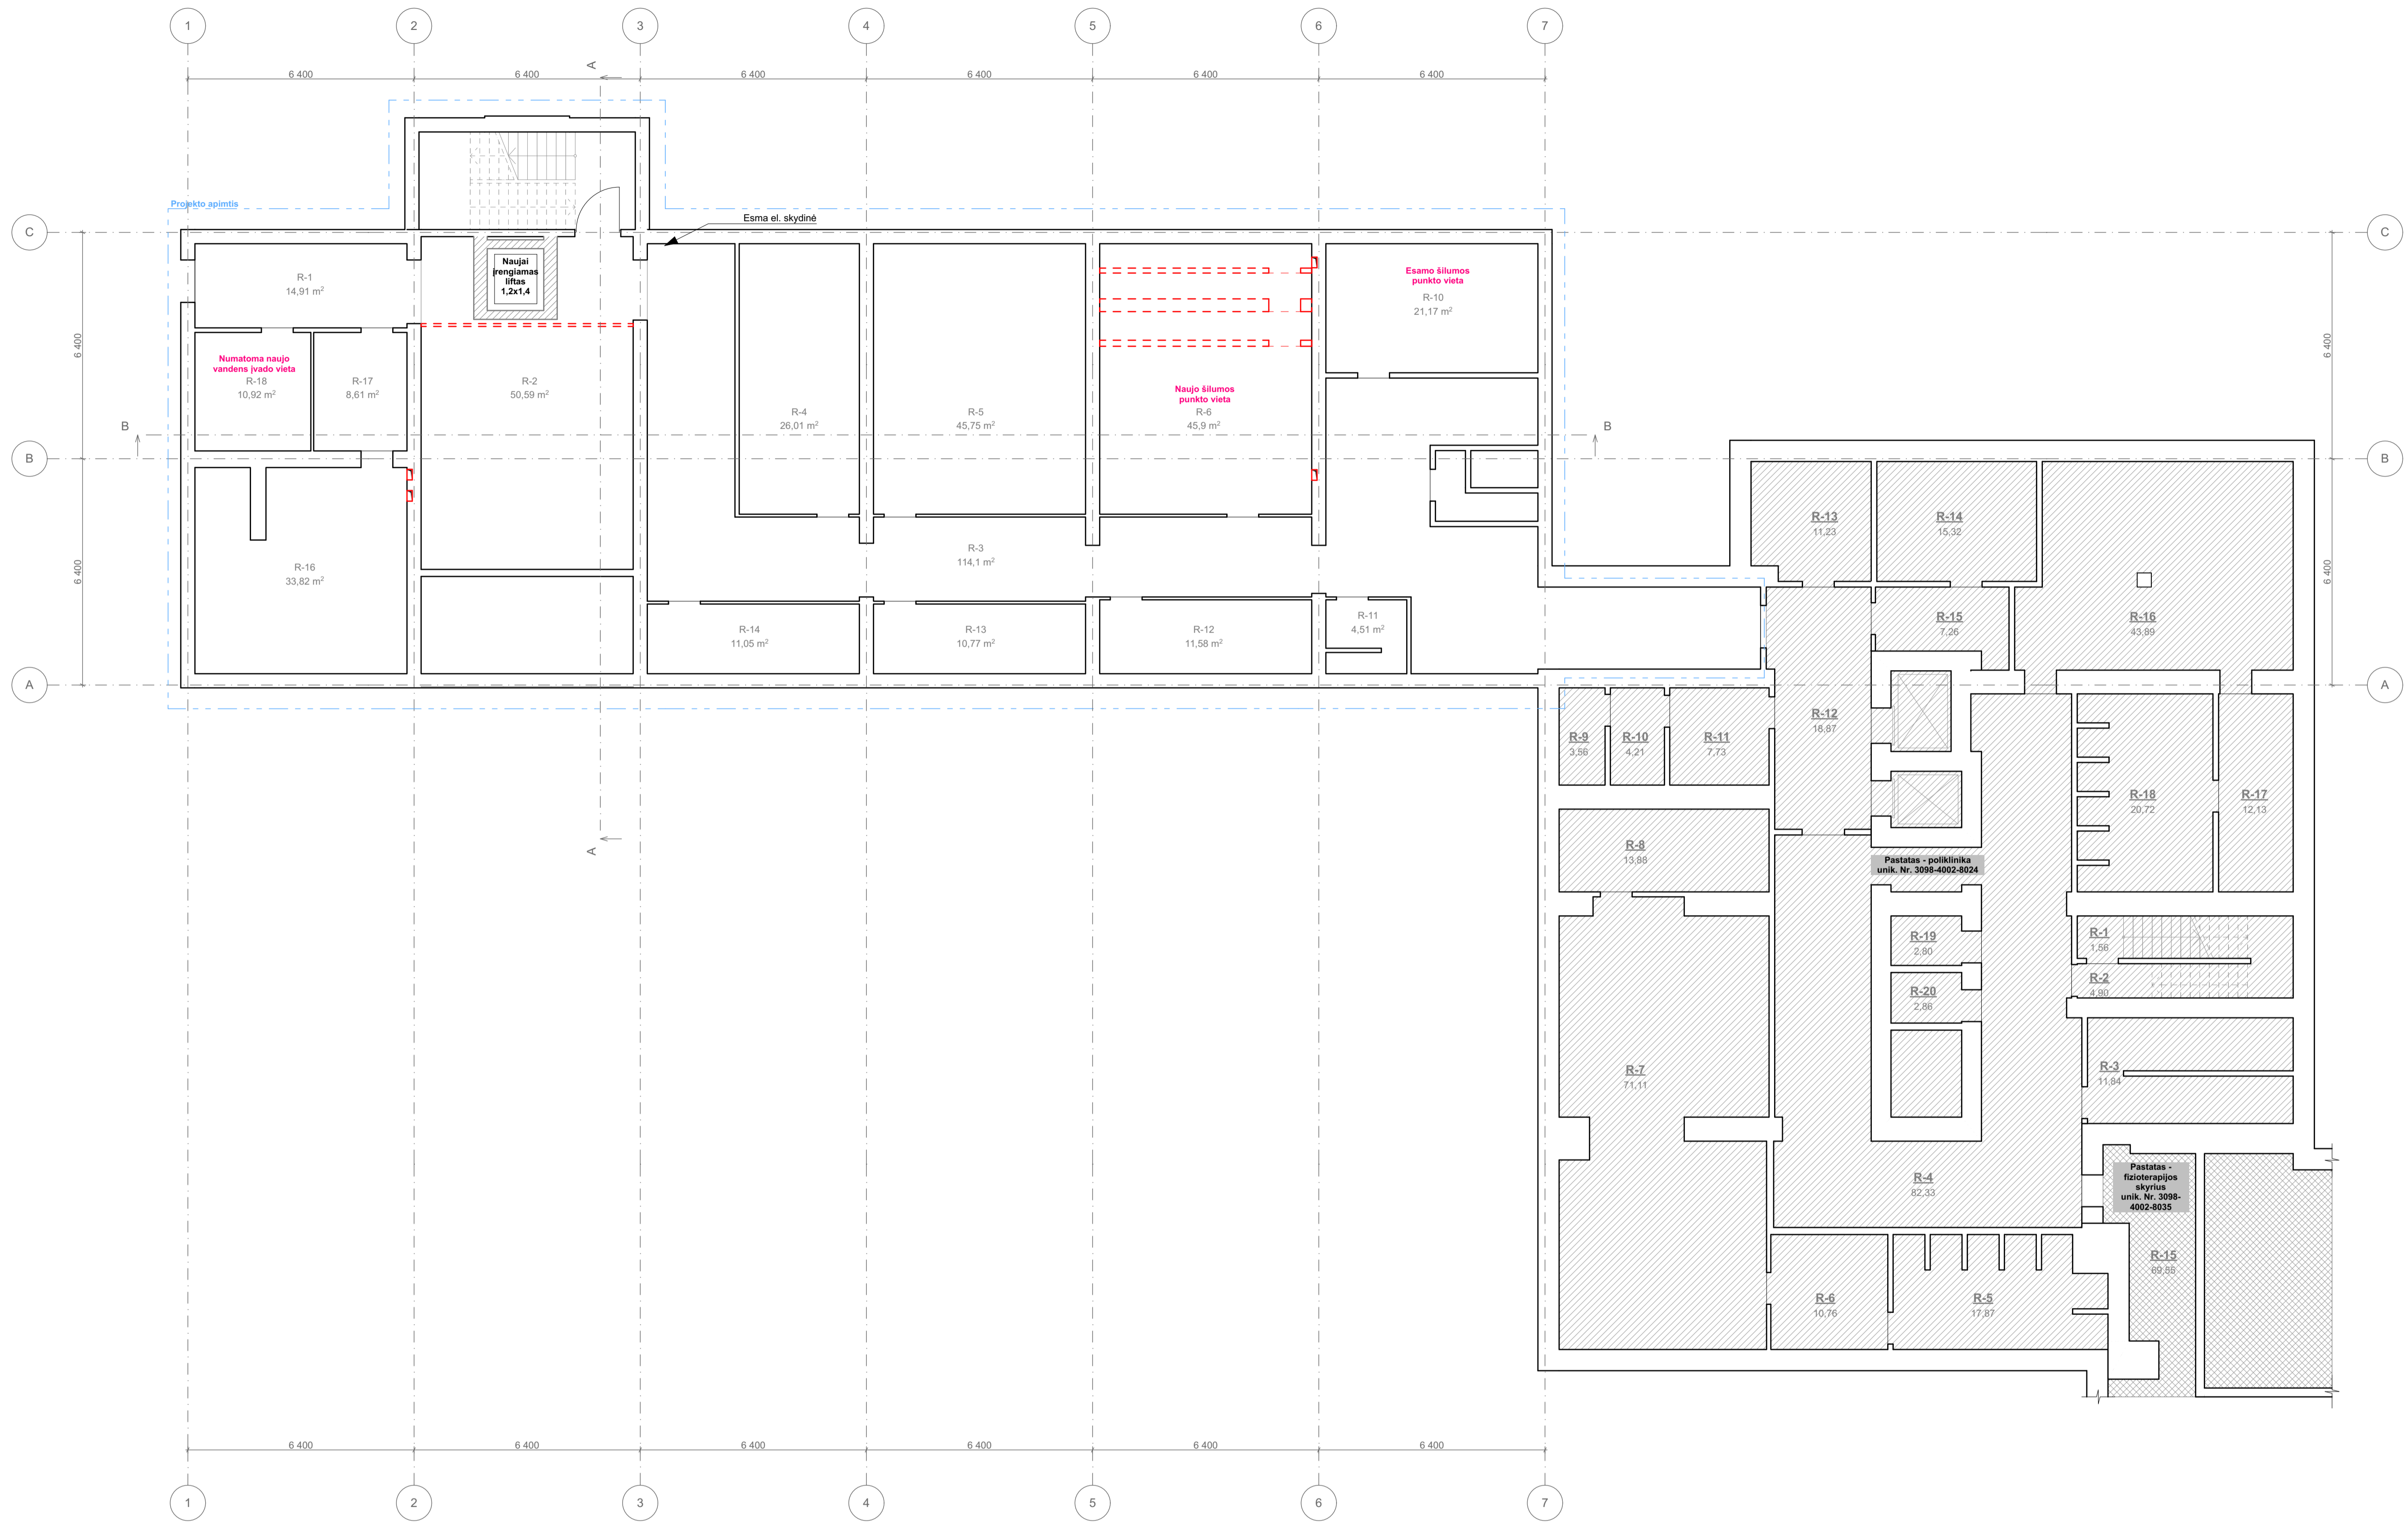 1
2
3
4
5
6
7
6 400
6 400
6 400
6 400
6 400
6 400
A
Projekto apimtis
Esma el. skydinė
C
C
Naujai
įrengiamas
liftas
1,2x1,4
R-1
14,91 m²
Esamo šilumos
punkto vieta
R-10
21,17 m²
6 400
6 400
Numatoma naujo
vandens įvado vieta
R-18
10,92 m²
R-17
8,61 m²
R-2
50,59 m²
R-4
26,01 m²
R-5
45,75 m²
Naujo šilumos
punkto vieta
R-6
45,9 m²
B
B
B
B
R-13
11,23
R-14
15,32
R-3
114,1 m²
R-16
33,82 m²
6 400
6 400
R-14
11,05 m²
R-13
10,77 m²
R-12
11,58 m²
R-11
4,51 m²
R-15
7,26
R-16
43,89
A
A
R-12
18,87
R-9
3,56
R-10
4,21
R-11
7,73
R-18
20,72
R-17
12,13
A
R-8
13,88
Pastatas - poliklinika
unik. Nr. 3098-4002-8024
R-19
2,80
R-1
1,56
R-20
2,86
R-2
4,90
R-7
71,11
R-3
11,84
R-4
82,33
Pastatas -
fizioterapijos
skyrius
unik. Nr. 3098-
4002-8035
R-15
69,55
R-6
10,76
R-5
17,87
6 400
6 400
6 400
6 400
6 400
6 400
1
2
3
4
5
6
7